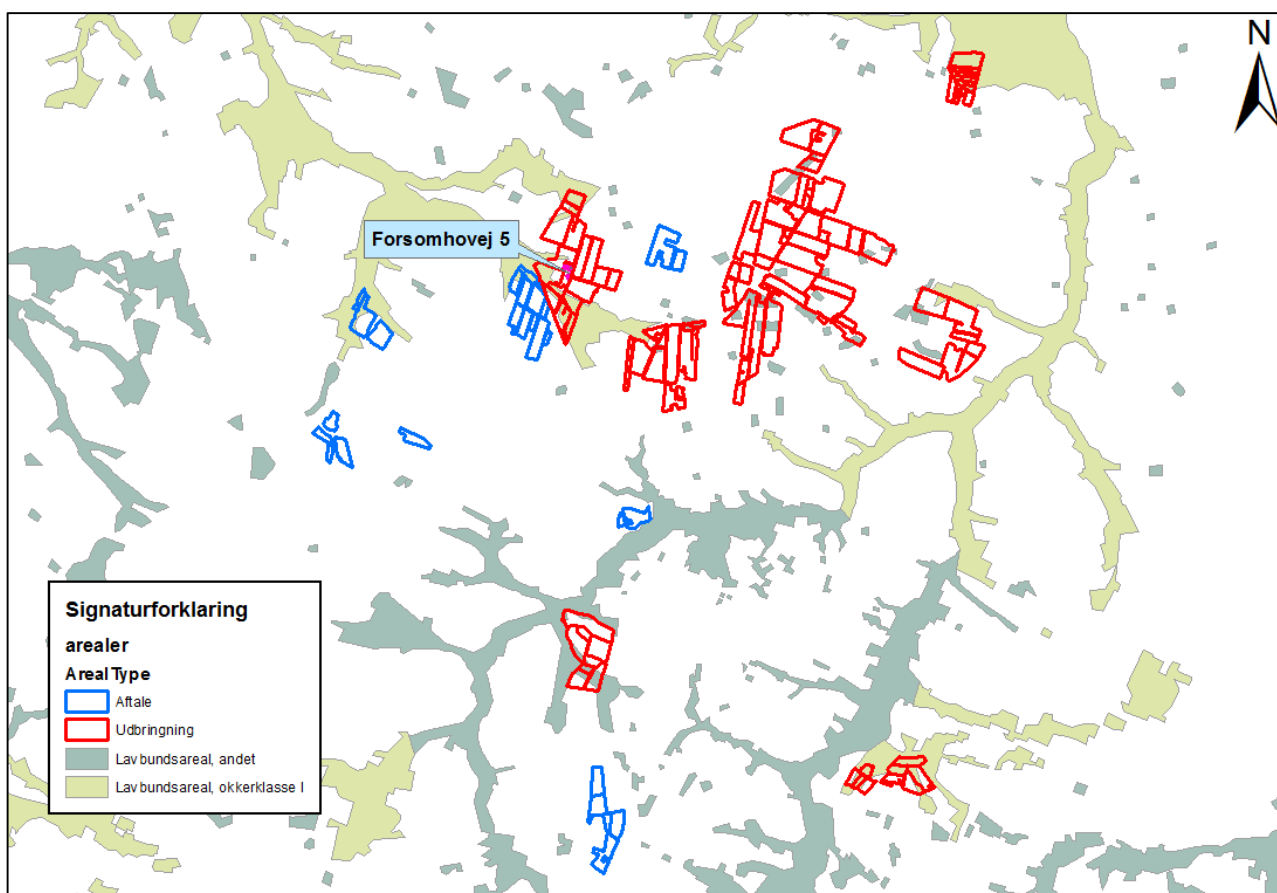 N
Forsomhovej 5
Signaturforklaring
arealer
Areal Type
Aftale
Udbringning
Lavbundsareal, andet
Lavbundsareal, okkerklasse I